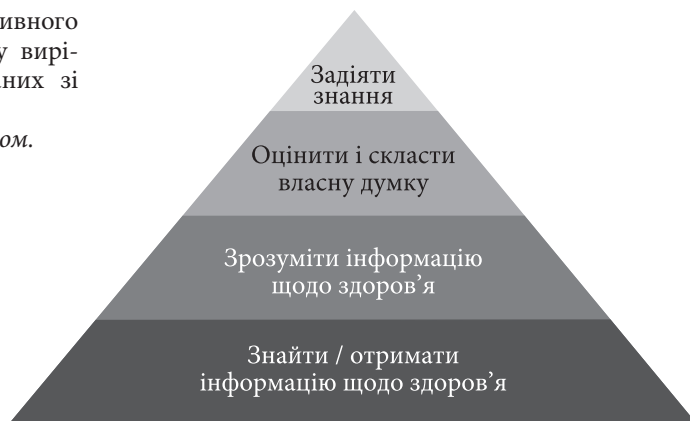 ивного
у вирі-
аних зі
ом.
Задіяти
знання
Оцінити і скласти
власну думку
Зрозуміти інформацію
щодо здоров’я
Знайти / отримати
інформацію щодо здоров’я